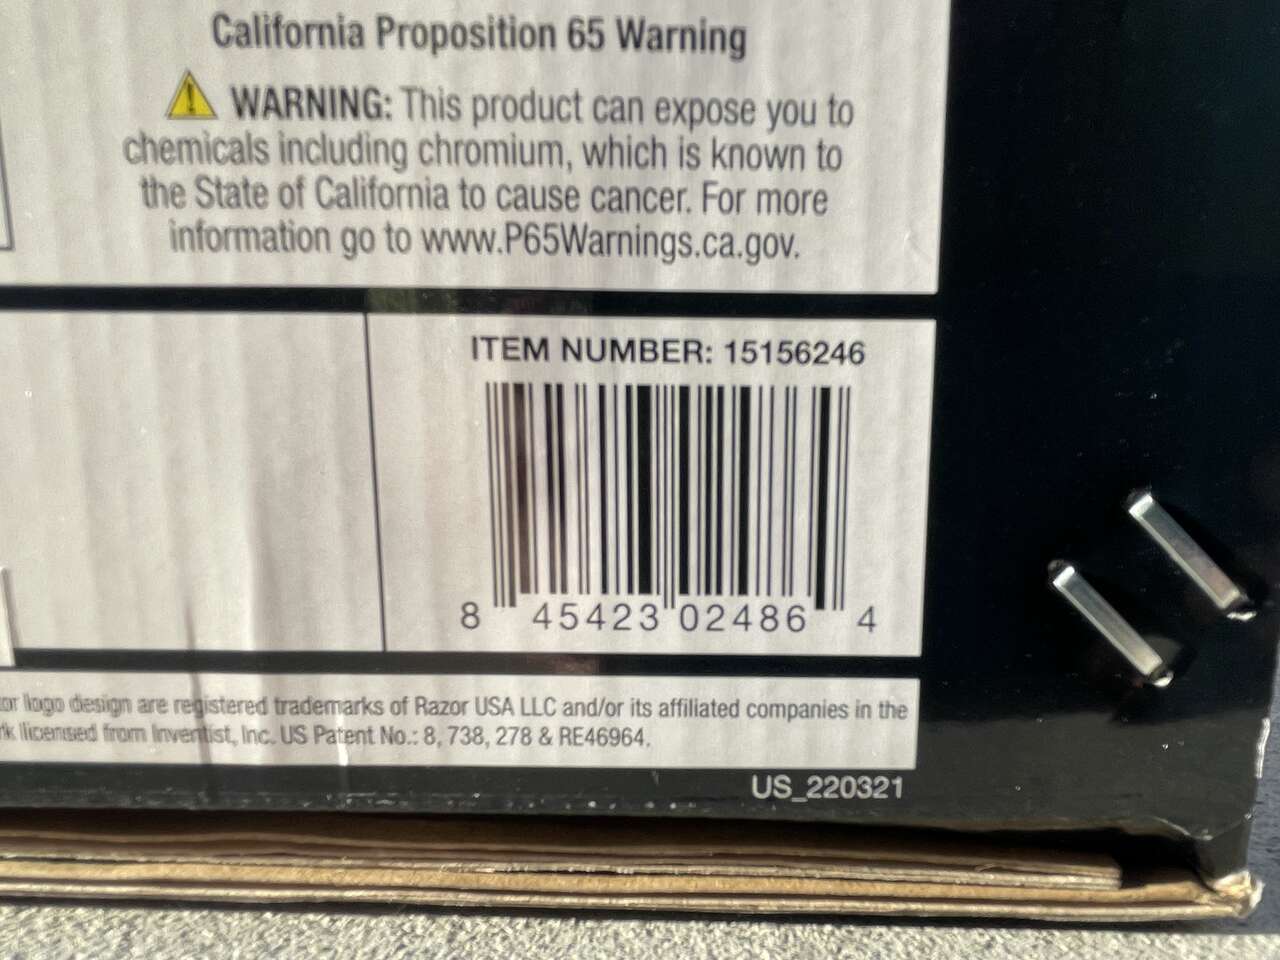 California Proposition 65 Warning
WARNING: This product can expose you to
chemicals including chromium, which is known to
the State of California to cause cancer. For more
information go to www.P65Warnings.ca.gov.
ITEM NUMBER: 15156246
8 45423 02486 4
or logo design are registered trademarks of Razor USA LLC and/or its affiliated companies in the
rk licensed from Inventist, Inc. US Patent No.: 8, 738, 278 & RE46964.
US_220321